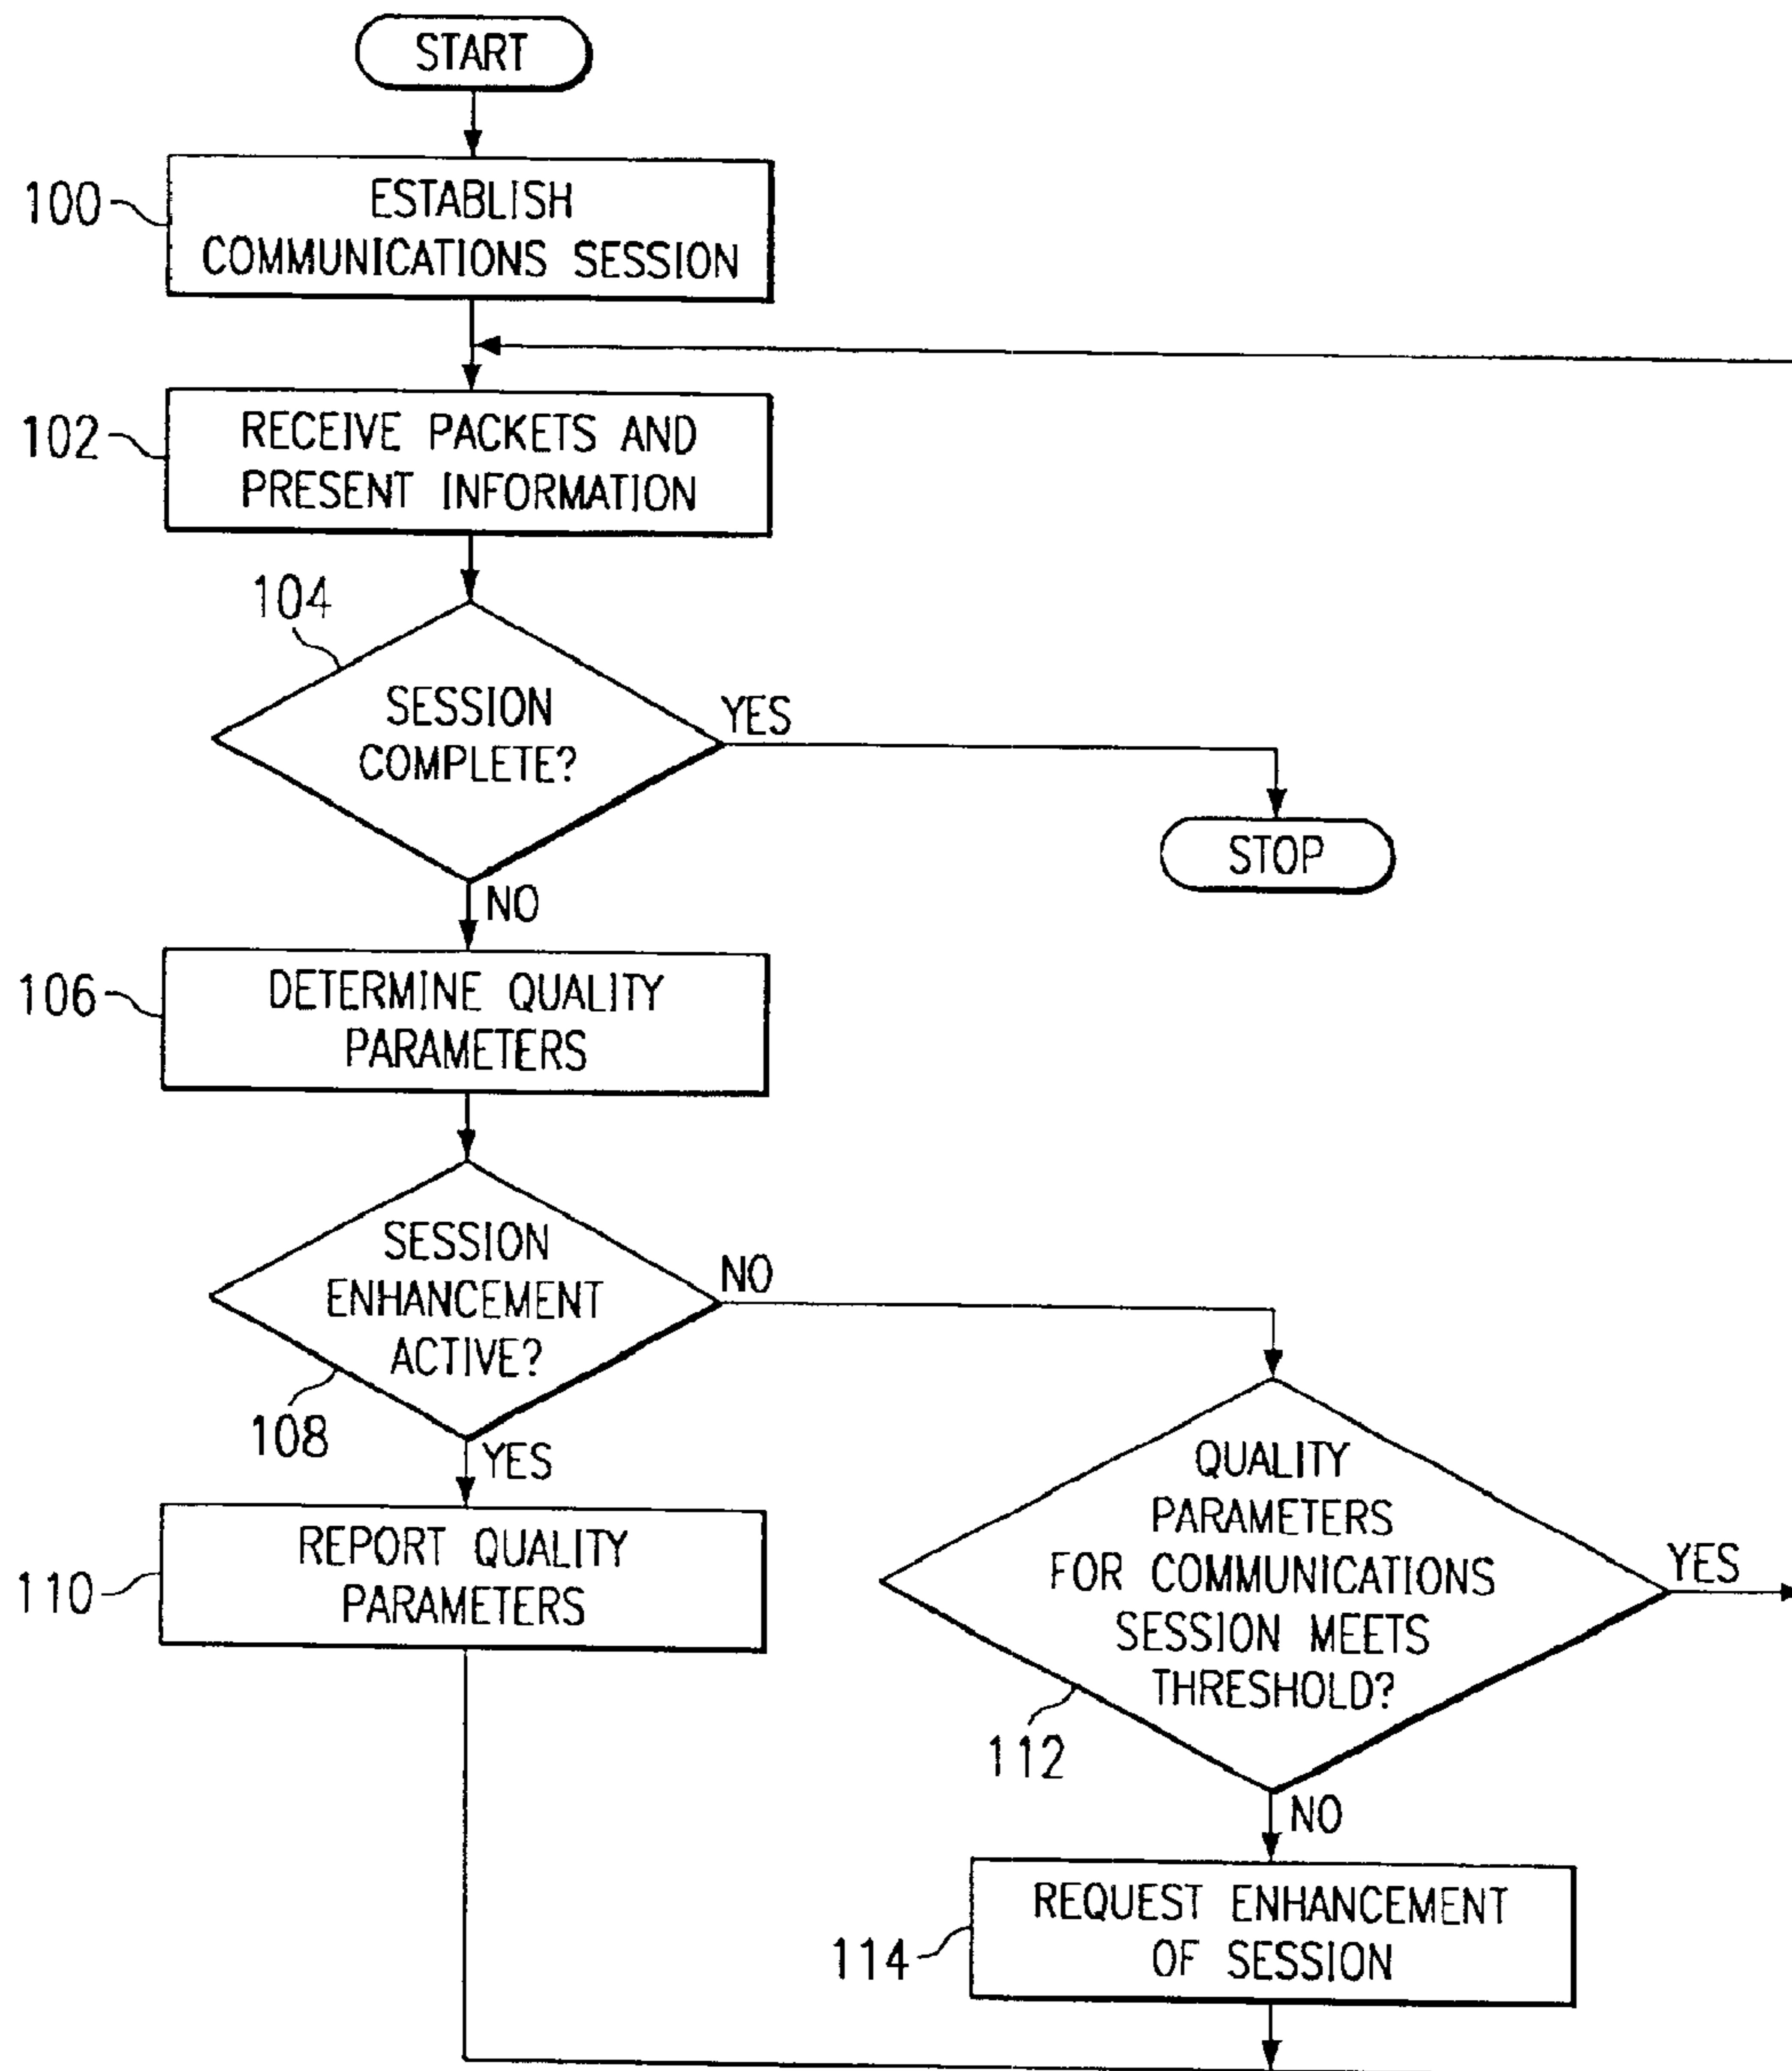 START
100
ESTABLISH
COMMUNICATIONS SESSION
102
RECEIVE PACKETS AND
PRESENT INFORMATION
104
SESSION
COMPLETE?
YES
STOP
NO
106
DETERMINE QUALITY
PARAMETERS
SESSION
ENHANCEMENT
ACTIVE?
NO
108
YES
110
REPORT QUALITY
PARAMETERS
QUALITY
PARAMETERS
FOR COMMUNICATIONS
SESSION MEETS
THRESHOLD?
YES
112
NO
114
REQUEST ENHANCEMENT
OF SESSION